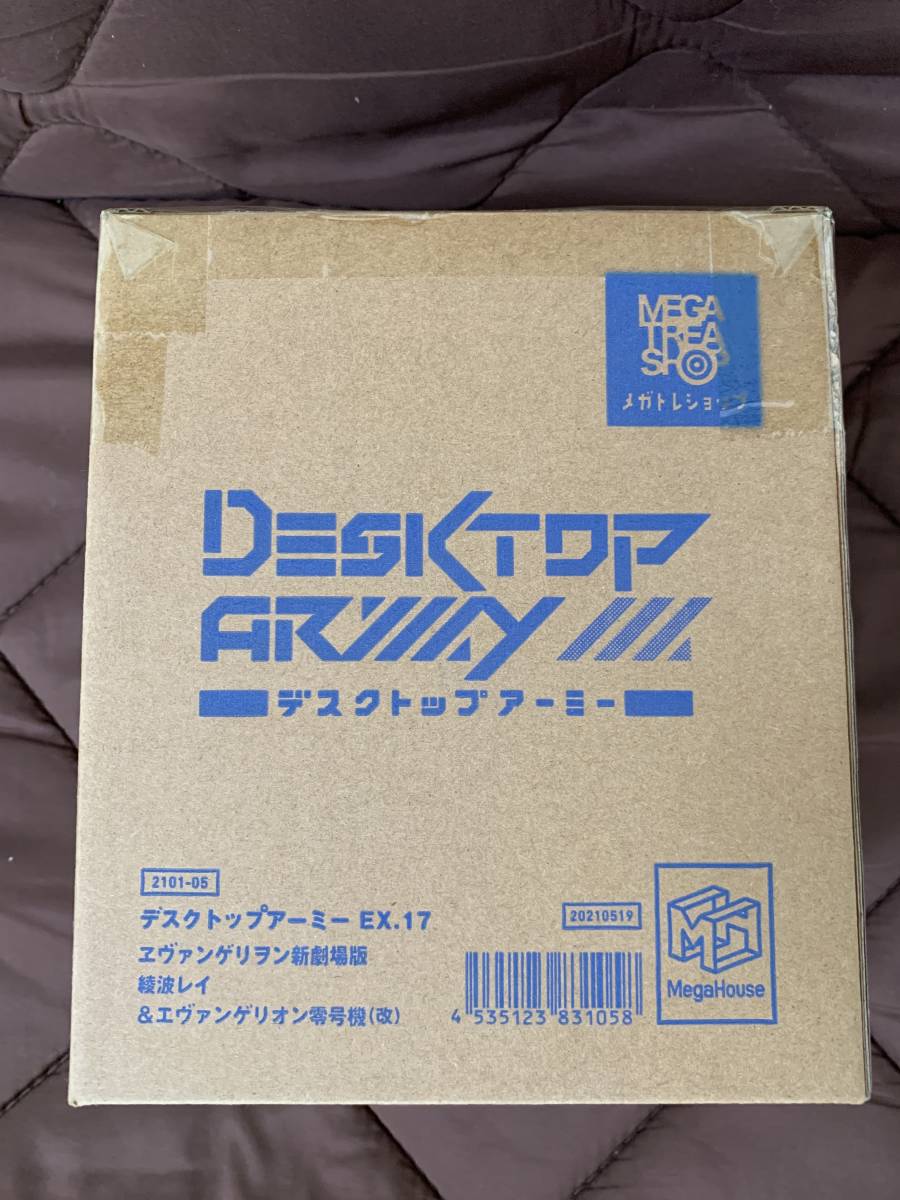 MEGA
TREA
SHOP
メガトレショップ
DESKTOP
ARMY
デスクトップアーミー
2101-05
デスクトップアーミー EX.17
ヱヴァンゲリヲン新劇場版
綾波レイ
&エヴァンゲリオン零号機(改)
20210519
4 535123 831058
MegaHouse